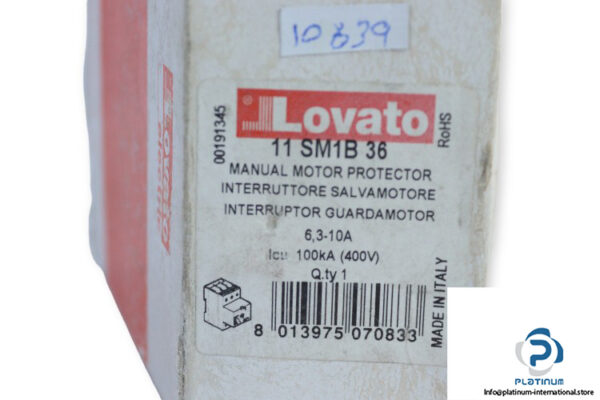 10839
Lovato
00191345
RoHS
11 SM1B 36
MANUAL MOTOR PROTECTOR
INTERRUTTORE SALVAMOTORE
INTERRUPTOR GUARDAMOTOR
6,3-10A
Icu 100kA (400V)
Q.ty 1
8 013975 070833
MADE IN ITALY
Lovato
PLATINUM
info@platinum-international.store